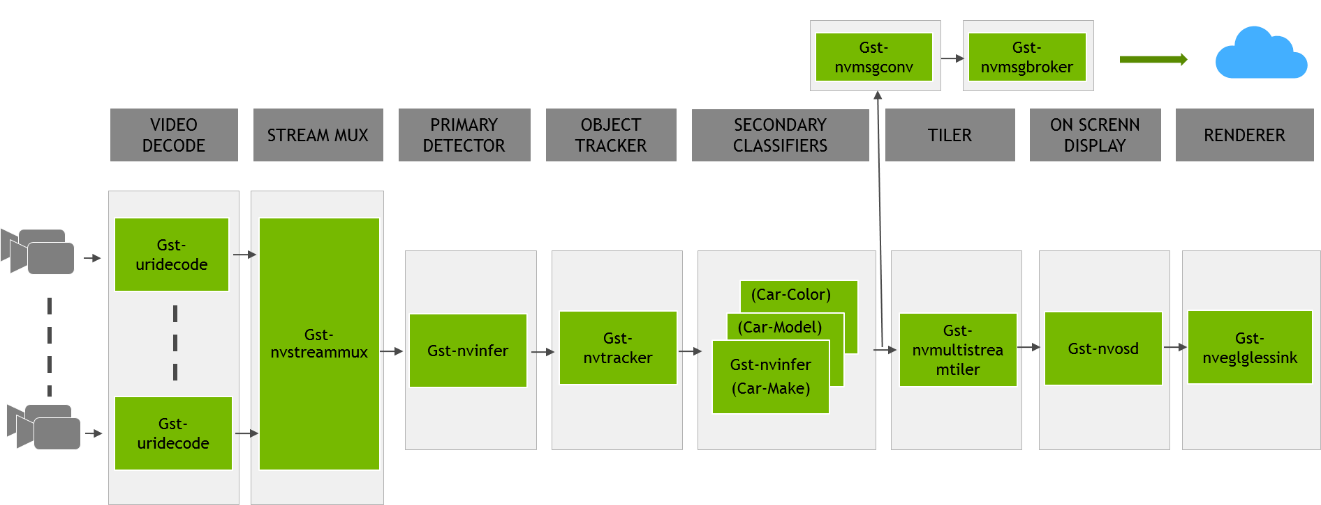 Gst-
nvmsgconv
Gst-
nvmsgbroker
VIDEO
DECODE
STREAM MUX
PRIMARY
DETECTOR
OBJECT
TRACKER
SECONDARY
CLASSIFIERS
TILER
ON SCRENN
DISPLAY
RENDERER
Gst-
uridecode
Gst-
uridecode
Gst-
nvstreammux
Gst-nvinfer
Gst-
nvtracker
(Car-Color)
(Car-Model)
Gst-nvinfer
(Car-Make)
Gst-
nvmultistrea
mtiler
Gst-nvosd
Gst-
nveglglessink